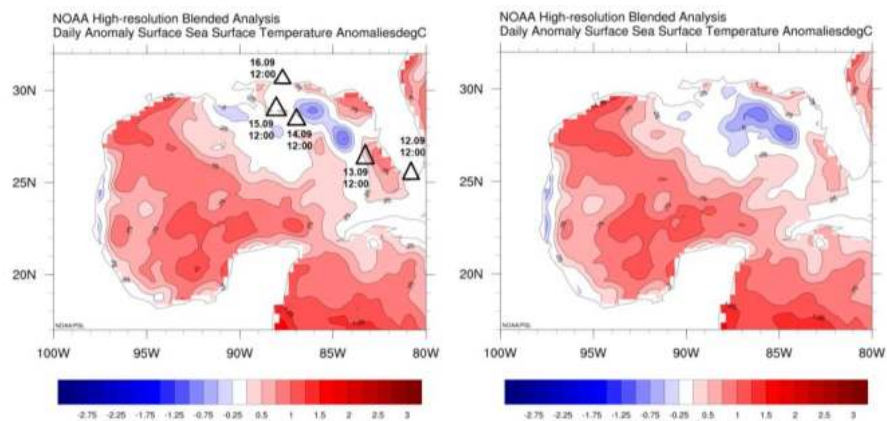 NOAA High-resolution Blended Analysis
Daily Anomaly Surface Sea Surface Temperature AnomaliesdegC
30N
25N
20N
100W 95W 90W 85W 80W
16.09
12:00
15.09
12:00
14.09
12:00
13.09
12:00
12.09
12:00
NOAA/PSL
-2.75 -1.75 -1.25 -0.75 -0.25 0.5 1 1.5 2 2.5 3
NOAA High-resolution Blended Analysis
Daily Anomaly Surface Sea Surface Temperature AnomaliesdegC
30N
25N
20N
100W 95W 90W 85W 80W
NOAA/PSL
-2.75 -1.75 -1.25 -0.75 -0.25 0.5 1 1.5 2 2.5 3